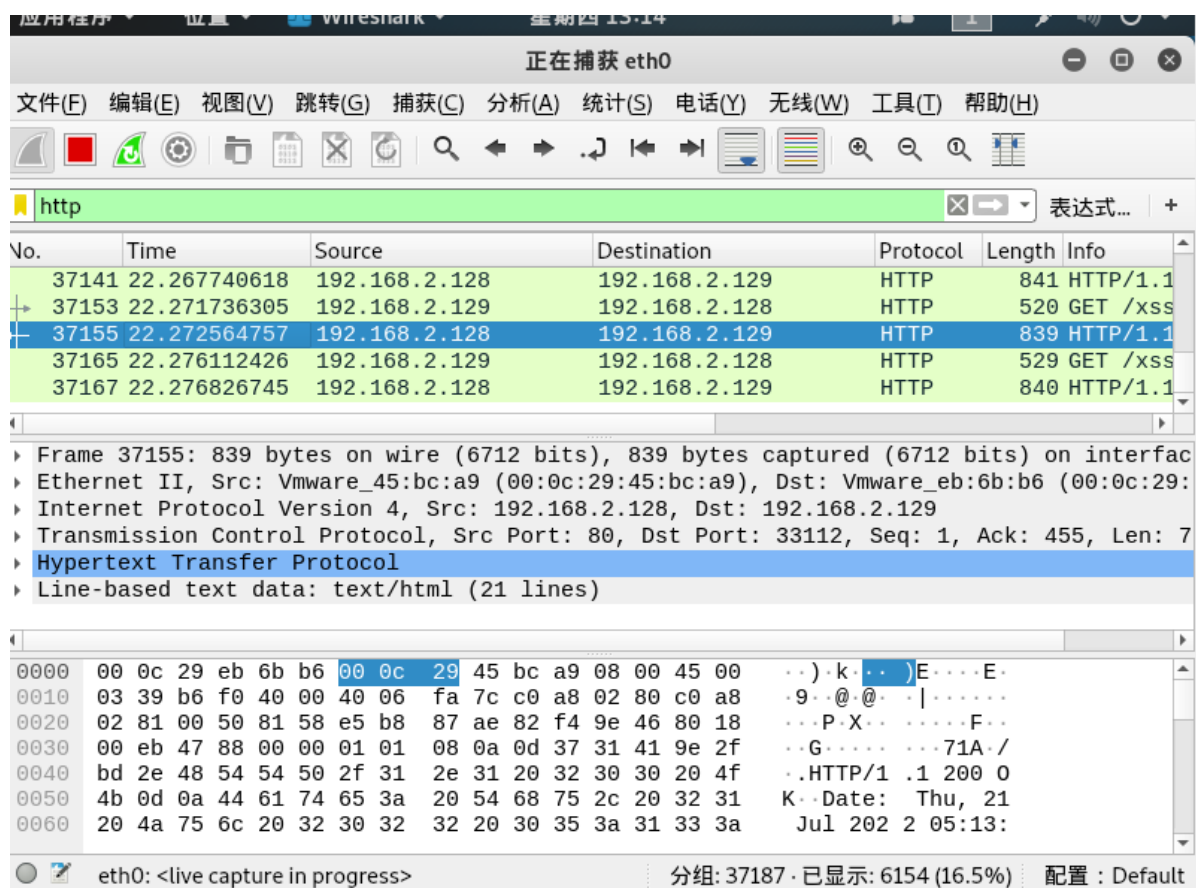 应用程序 位置 Wireshark 星期四 13:14 1
正在捕获 eth0
文件(F) 编辑(E) 视图(V) 跳转(G) 捕获(C) 分析(A) 统计(S) 电话(Y) 无线(W) 工具(T) 帮助(H)
http 表达式… +
No. Time Source Destination Protocol Length Info
37141 22.267740618 192.168.2.128 192.168.2.129 HTTP 841 HTTP/1.1
37153 22.271736305 192.168.2.129 192.168.2.128 HTTP 520 GET /xss
37155 22.272564757 192.168.2.128 192.168.2.129 HTTP 839 HTTP/1.1
37165 22.276112426 192.168.2.129 192.168.2.128 HTTP 529 GET /xss
37167 22.276826745 192.168.2.128 192.168.2.129 HTTP 840 HTTP/1.1
Frame 37155: 839 bytes on wire (6712 bits), 839 bytes captured (6712 bits) on interfac
Ethernet II, Src: Vmware_45:bc:a9 (00:0c:29:45:bc:a9), Dst: Vmware_eb:6b:b6 (00:0c:29:
Internet Protocol Version 4, Src: 192.168.2.128, Dst: 192.168.2.129
Transmission Control Protocol, Src Port: 80, Dst Port: 33112, Seq: 1, Ack: 455, Len: 7
Hypertext Transfer Protocol
Line-based text data: text/html (21 lines)
0000 00 0c 29 eb 6b b6 00 0c 29 45 bc a9 08 00 45 00 ··)·k··· )E····E·
0010 03 39 b6 f0 40 00 40 06 fa 7c c0 a8 02 80 c0 a8 ·9··@·@· ·|······
0020 02 81 00 50 81 58 e5 b8 87 ae 82 f4 9e 46 80 18 ···P·X·· ·····F··
0030 00 eb 47 88 00 00 01 01 08 0a 0d 37 31 41 9e 2f ··G····· ···71A·/
0040 bd 2e 48 54 54 50 2f 31 2e 31 20 32 30 30 20 4f ·.HTTP/1 .1 200 O
0050 4b 0d 0a 44 61 74 65 3a 20 54 68 75 2c 20 32 31 K··Date: Thu, 21
0060 20 4a 75 6c 20 32 30 32 32 20 30 35 3a 31 33 3a Jul 202 2 05:13:
eth0: <live capture in progress> 分组: 37187 · 已显示: 6154 (16.5%) 配置：Default